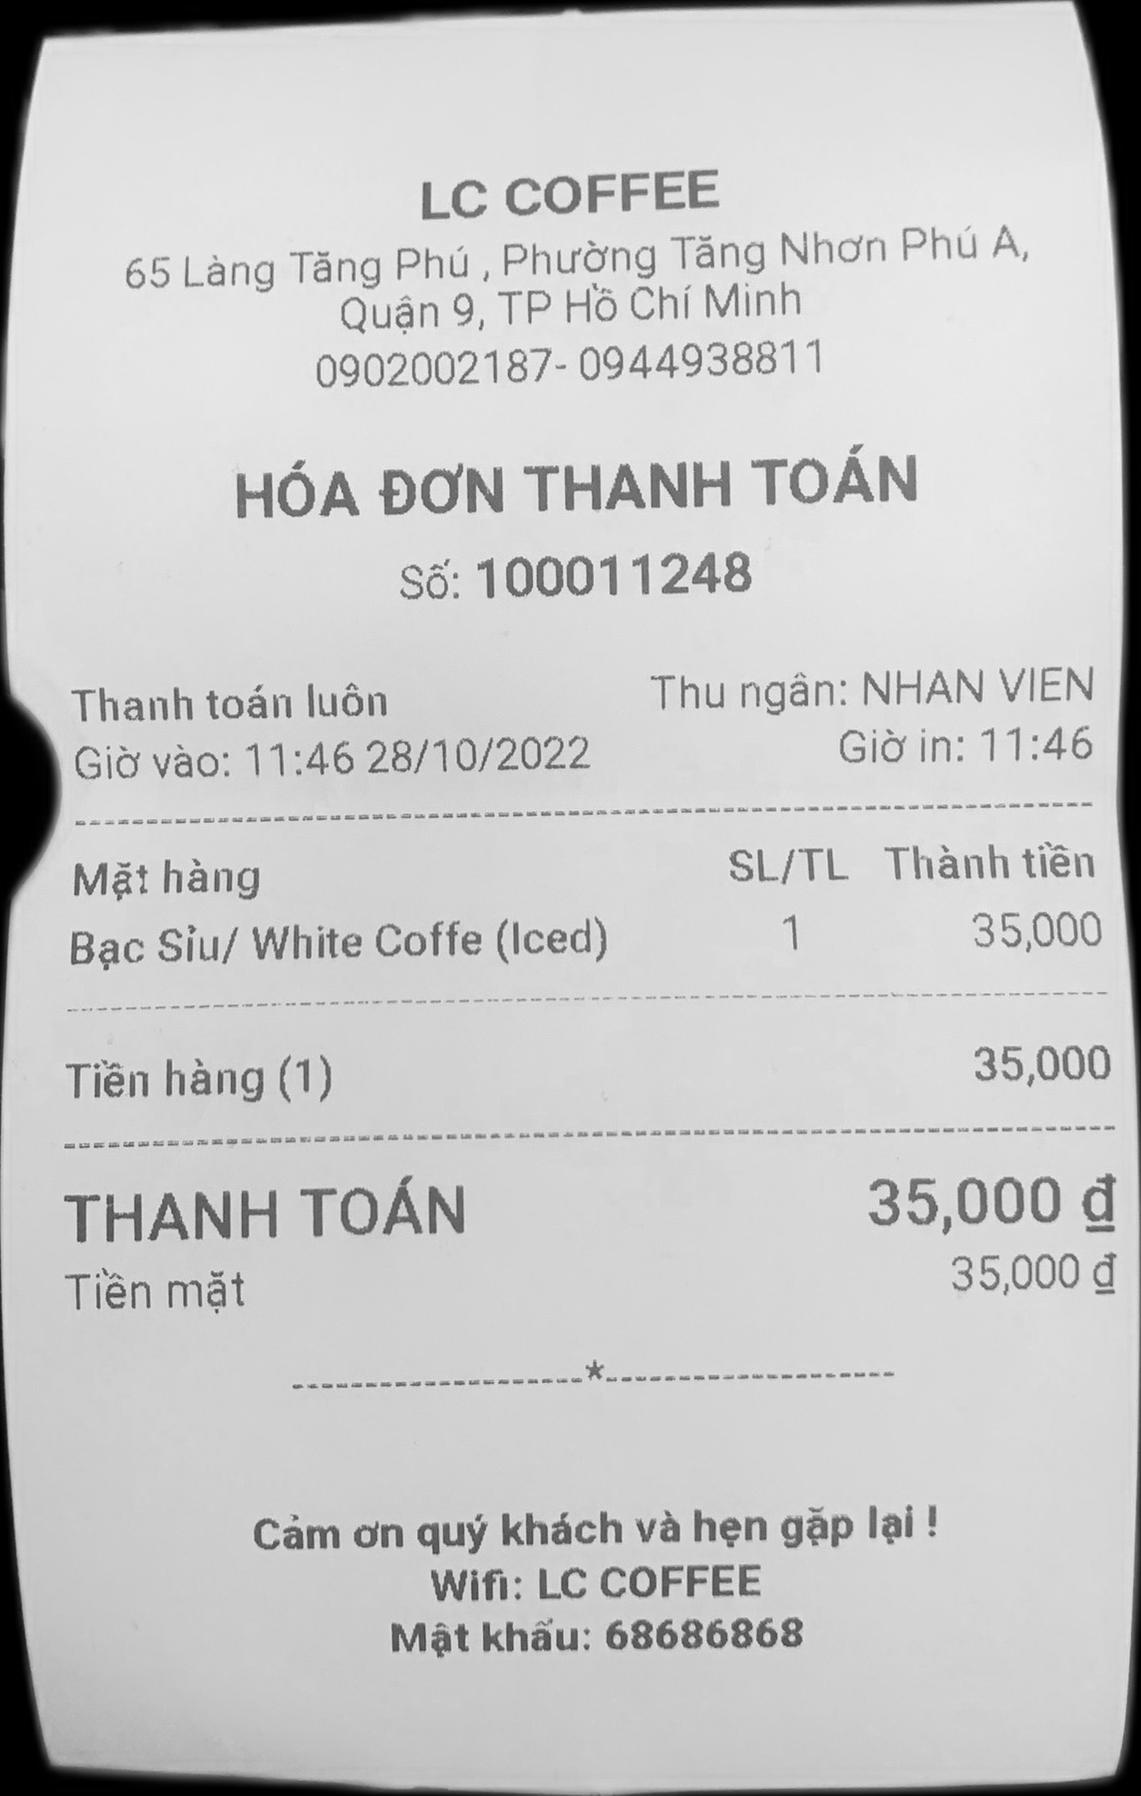 LC COFFEE
65 Làng Tăng Phú , Phường Tăng Nhơn Phú A,
Quận 9, TP Hồ Chí Minh
0902002187- 0944938811
HÓA ĐƠN THANH TOÁN
Số: 100011248
Thanh toán luôn Thu ngân: NHAN VIEN
Giờ vào: 11:46 28/10/2022 Giờ in: 11:46
Mặt hàng SL/TL Thành tiền
Bạc Sỉu/ White Coffe (Iced) 1 35,000
Tiền hàng (1) 35,000
THANH TOÁN 35,000 ₫
Tiền mặt 35,000 ₫
--------------------*--------------------
Cảm ơn quý khách và hẹn gặp lại !
Wifi: LC COFFEE
Mật khẩu: 68686868